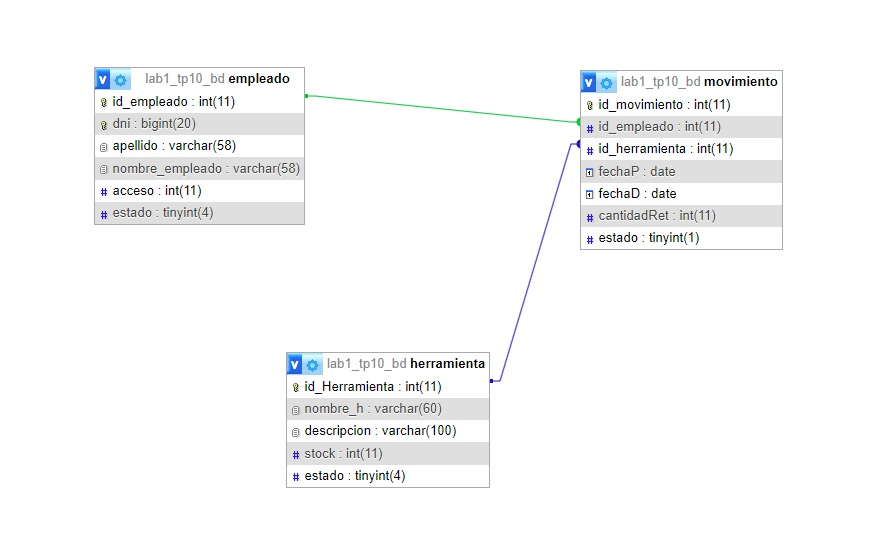 lab1_tp10_bd empleado
id_empleado : int(11)
dni : bigint(20)
apellido : varchar(58)
nombre_empleado : varchar(58)
acceso : int(11)
estado : tinyint(4)
lab1_tp10_bd movimiento
id_movimiento : int(11)
id_empleado : int(11)
id_herramienta : int(11)
fechaP : date
fechaD : date
cantidadRet : int(11)
estado : tinyint(1)
lab1_tp10_bd herramienta
id_Herramienta : int(11)
nombre_h : varchar(60)
descripcion : varchar(100)
stock : int(11)
estado : tinyint(4)